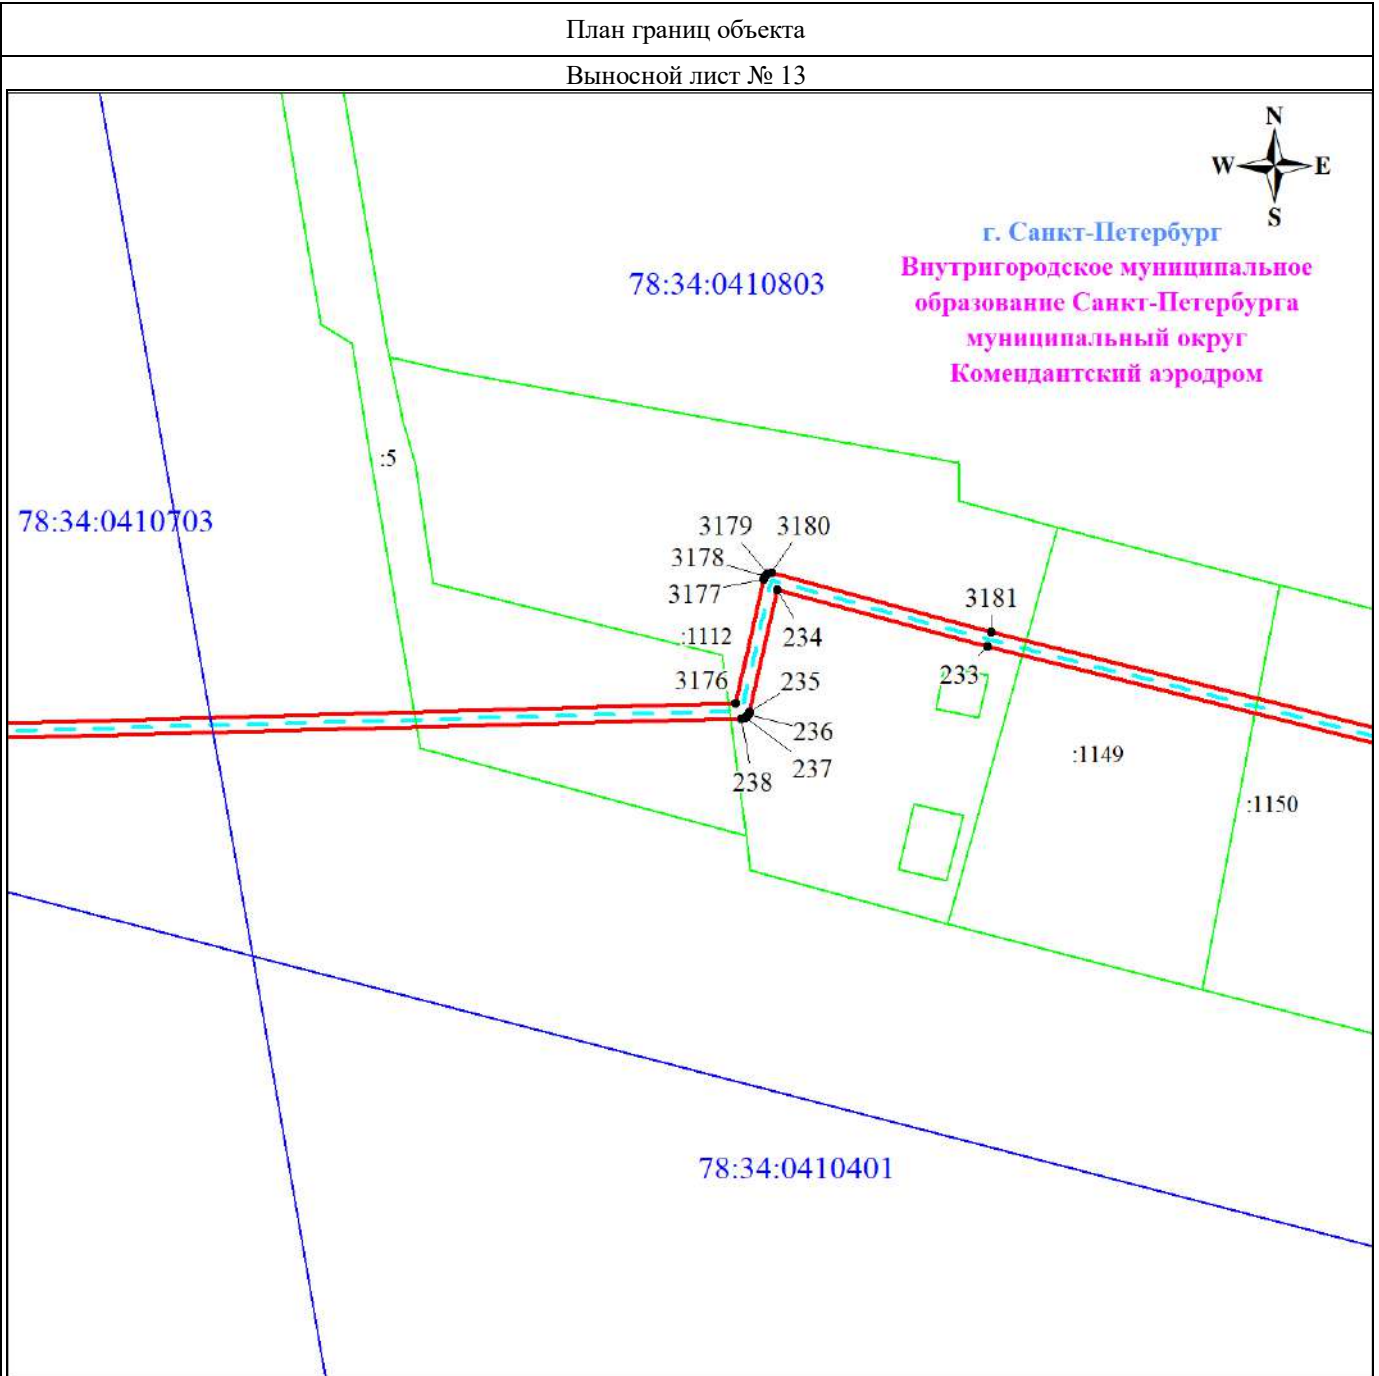 План границ объекта
Выносной лист № 13
N
W E
S
г. Санкт-Петербург
Внутригородское муниципальное
образование Санкт-Петербурга
муниципальный округ
Комендантский аэродром
78:34:0410803
:5
78:34:0410703
3179 3180
3178
3177
3181
:1112
234
3176
235
233
236
237
238
:1149
:1150
78:34:0410401